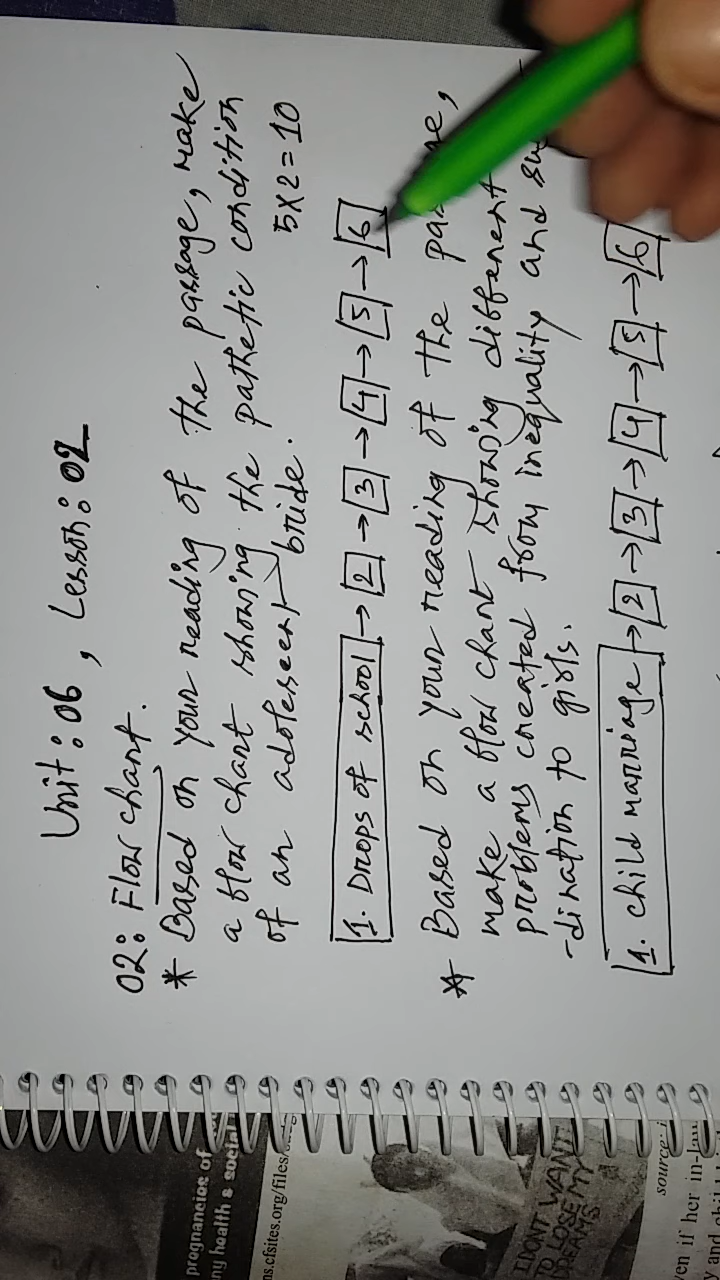 Unit: 06, Lesson: 02
02: Flow chart.
* Based on your reading of the passage, make
a flow chart showing the pathetic condition
of an adolescent bride. 5x2=10
1. Drops of school → 2 → 3 → 4 → 5 → 6
* Based on your reading of the
make a flow chart showing different
problems created from inequality and
-dination to girls.
1. child marriage → 2 → 3 → 4 → 5 → 6
pregnancies of
ny health & social
ns.cfsites.org/files/
I DON'T WANT
TO LOSE MY
DREAMS
source: i
en if her in-law